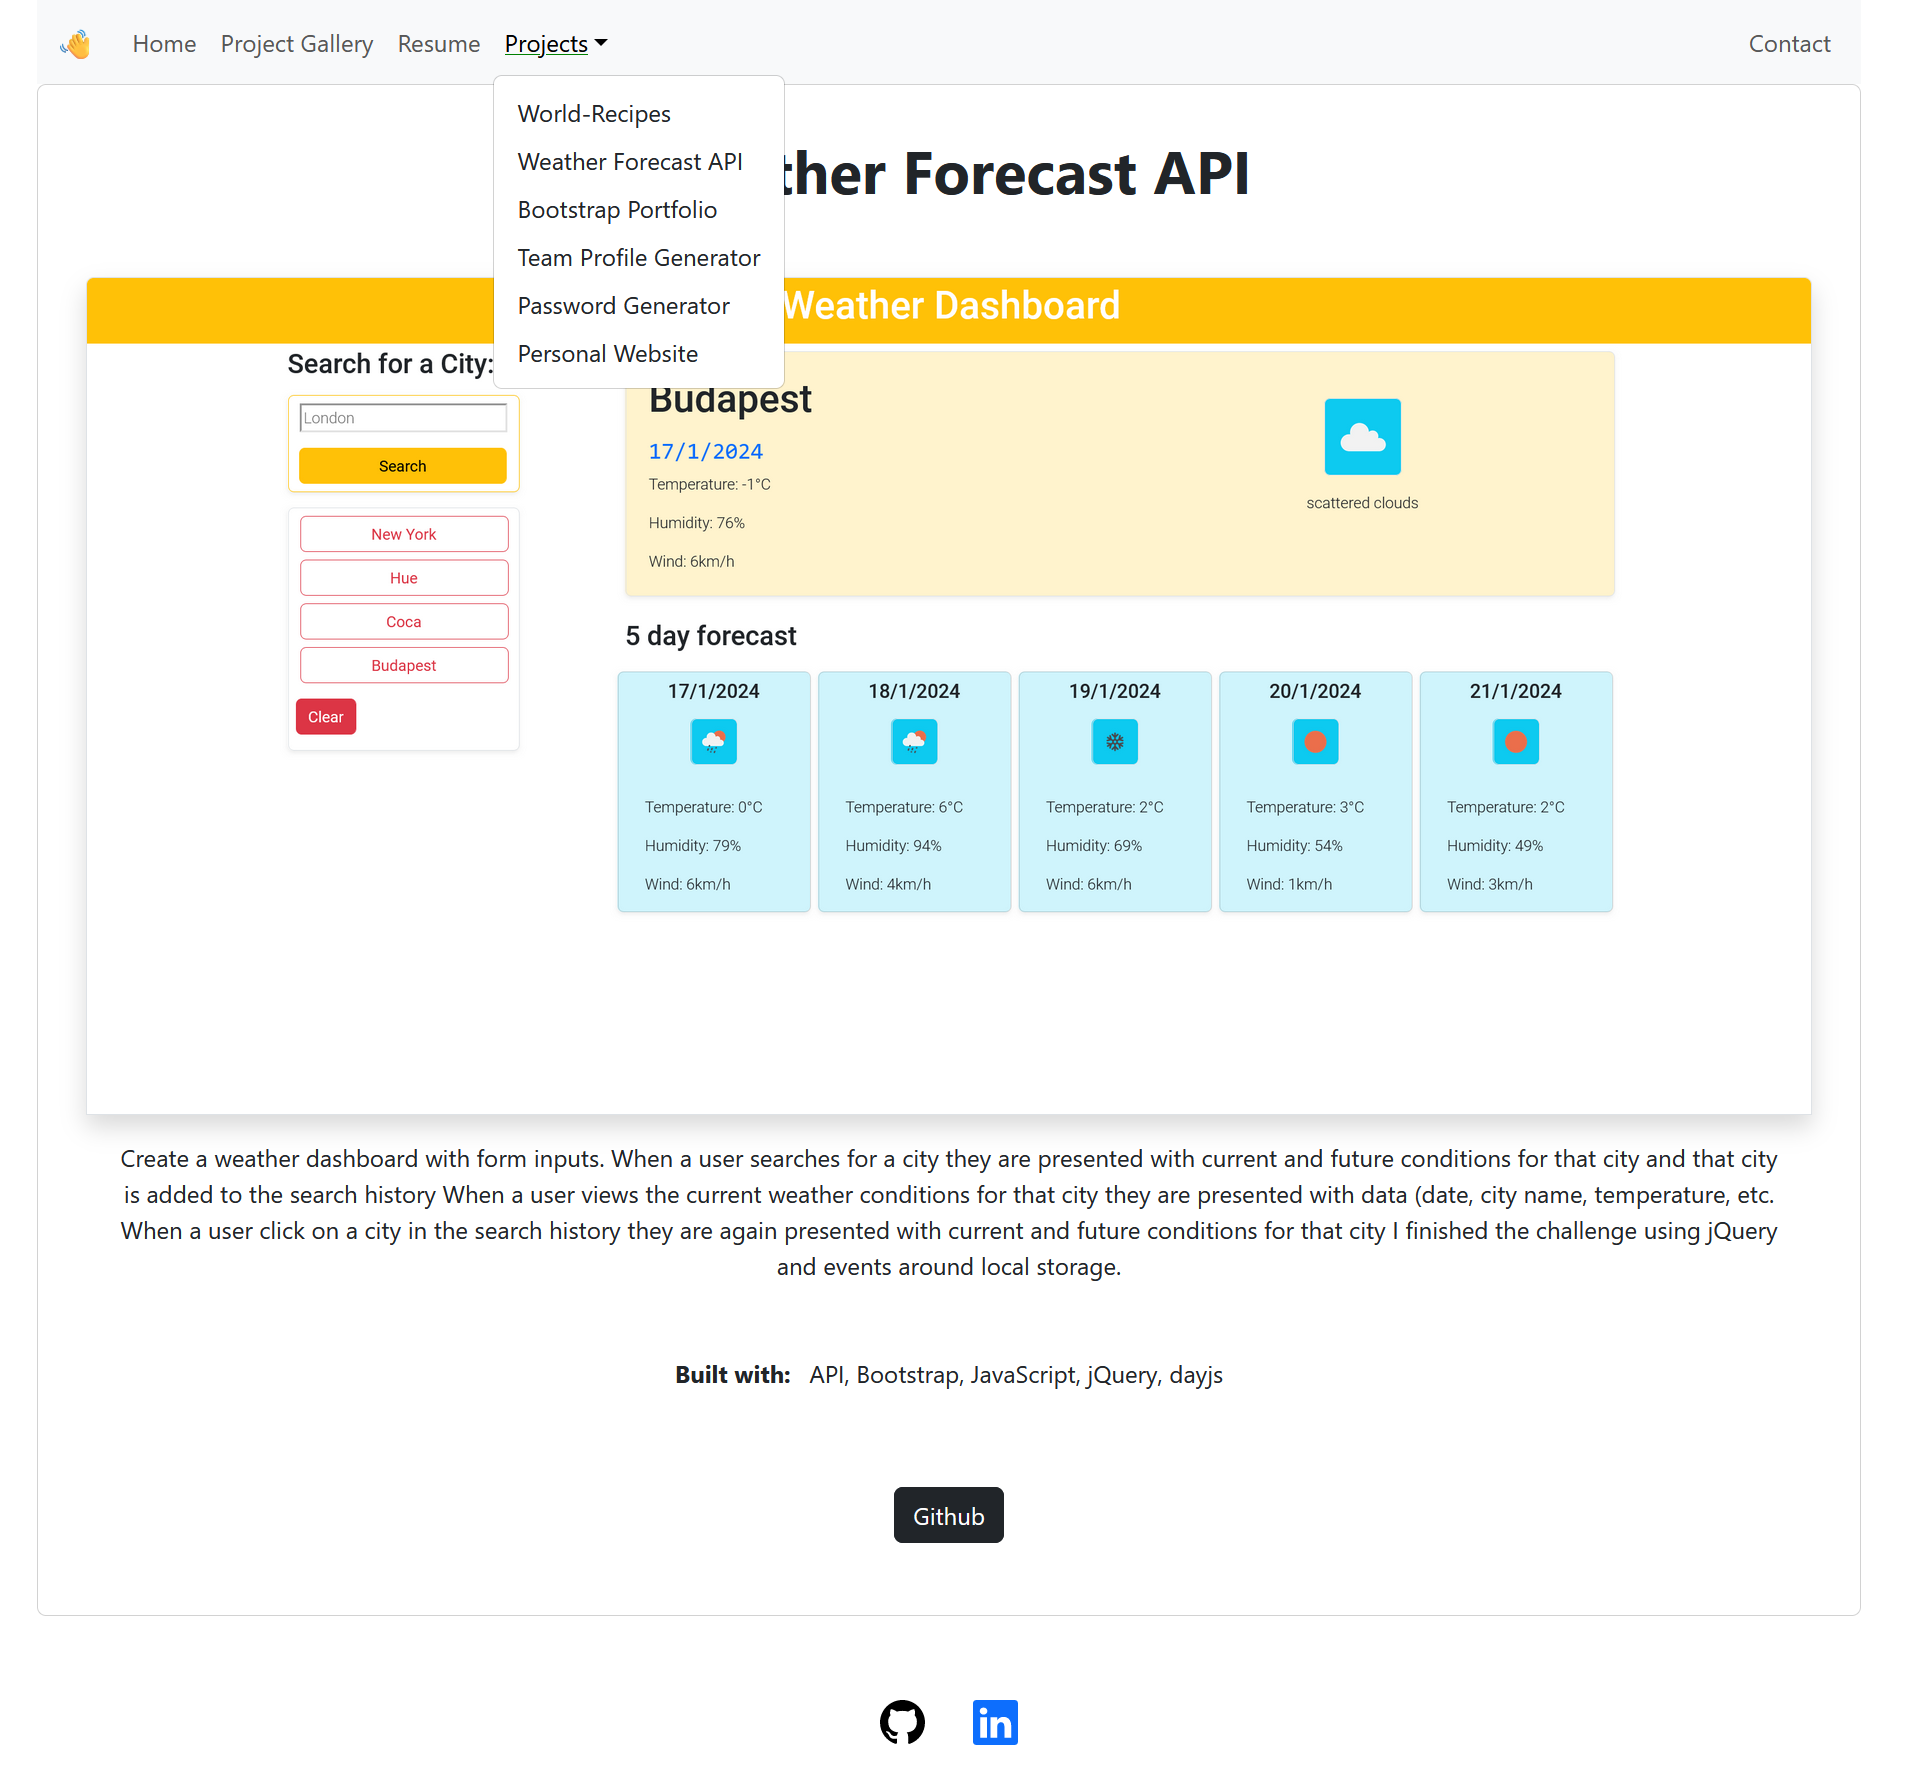 Home Project Gallery Resume Projects Contact
World-Recipes
Weather Forecast API
Bootstrap Portfolio
Team Profile Generator
Password Generator
Personal Website
ther Forecast API
Weather Dashboard
Search for a City:
London
Search
New York
Hue
Coca
Budapest
Clear
Budapest
17/1/2024
Temperature: -1°C
Humidity: 76%
Wind: 6km/h
scattered clouds
5 day forecast
17/1/2024
Temperature: 0°C
Humidity: 79%
Wind: 6km/h
18/1/2024
Temperature: 6°C
Humidity: 94%
Wind: 4km/h
19/1/2024
Temperature: 2°C
Humidity: 69%
Wind: 6km/h
20/1/2024
Temperature: 3°C
Humidity: 54%
Wind: 1km/h
21/1/2024
Temperature: 2°C
Humidity: 49%
Wind: 3km/h
Create a weather dashboard with form inputs. When a user searches for a city they are presented with current and future conditions for that city and that city
is added to the search history When a user views the current weather conditions for that city they are presented with data (date, city name, temperature, etc.
When a user click on a city in the search history they are again presented with current and future conditions for that city I finished the challenge using jQuery
and events around local storage.
Built with: API, Bootstrap, JavaScript, jQuery, dayjs
Github
in